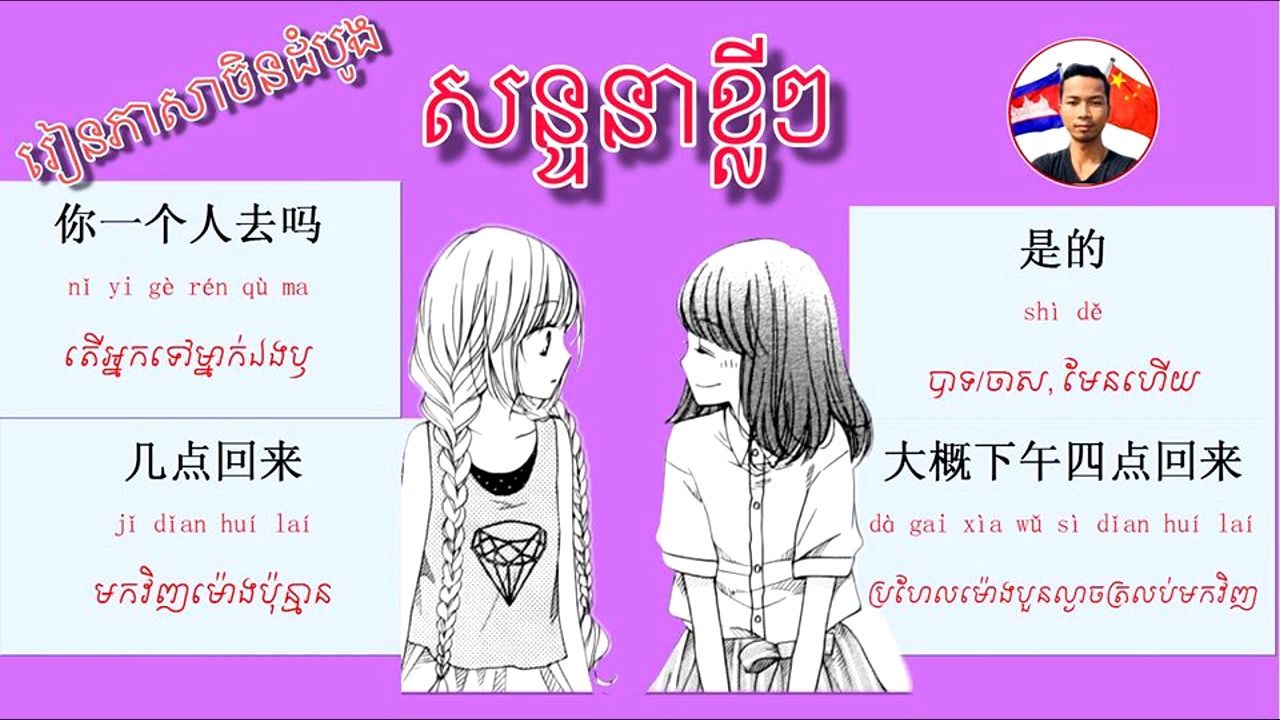 រៀនភាសាចិនដំបូង
សន្ទនាខ្លីៗ
你一个人去吗
nǐ yi gè rén qù ma
តើអ្នកទៅម្នាក់ឯងឬ
几点回来
jǐ dǐan huí laí
មកវិញម៉ោងប៉ុន្មាន
是的
shì dě
បាទ/ចាស, មែនហើយ
大概下午四点回来
dà gai xìa wǔ sì dǐan huí laí
ប្រហែលម៉ោងបួនល្ងាចត្រលប់មកវិញ